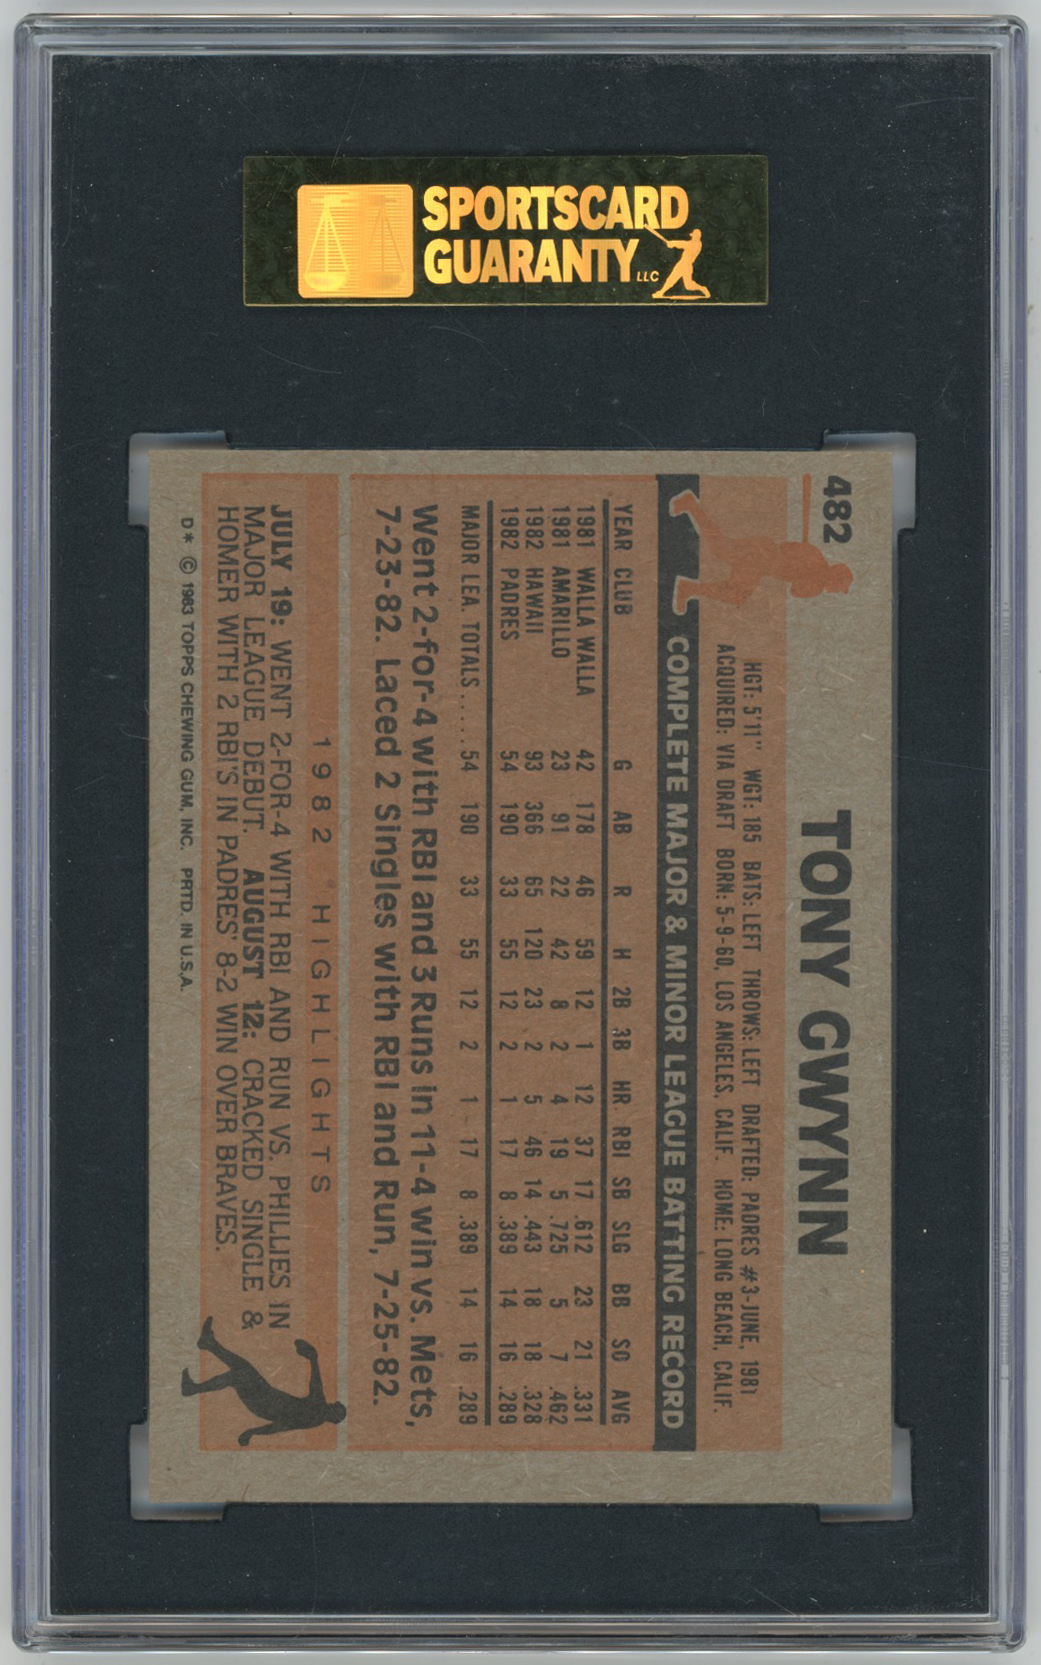 SPORTSCARD
GUARANTY LLC
482
TONY GWYNN
HGT: 5'11" WGT: 185 BATS: LEFT THROWS: LEFT DRAFTED: PADRES #3-JUNE, 1981
ACQUIRED: VIA DRAFT BORN: 5-9-60, LOS ANGELES, CALIF. HOME: LONG BEACH, CALIF.
COMPLETE MAJOR & MINOR LEAGUE BATTING RECORD
YEAR CLUB G AB R H 2B 3B HR RBI SB SLG BB SO AVG
1981 WALLA WALLA 42 178 46 59 12 1 12 37 17 .612 23 21 .331
1981 AMARILLO 23 91 22 42 8 2 4 19 5 .725 5 7 .462
1982 HAWAII 93 366 65 120 23 2 5 46 14 .443 18 18 .328
1982 PADRES 54 190 33 55 12 2 1 17 8 .389 14 16 .289
MAJOR LEA. TOTALS ..... 54 190 33 55 12 2 1 17 8 .389 14 16 .289
Went 2-for-4 with RBI and 3 Runs in 11-4 win vs. Mets,
7-23-82. Laced 2 Singles with RBI and Run, 7-25-82.
1982 HIGHLIGHTS
JULY 19: WENT 2-FOR-4 WITH RBI AND RUN VS. PHILLIES IN
MAJOR LEAGUE DEBUT. AUGUST 12: CRACKED SINGLE &
HOMER WITH 2 RBI'S IN PADRES' 8-2 WIN OVER BRAVES.
D* © 1983 TOPPS CHEWING GUM, INC. PRTD. IN U.S.A.